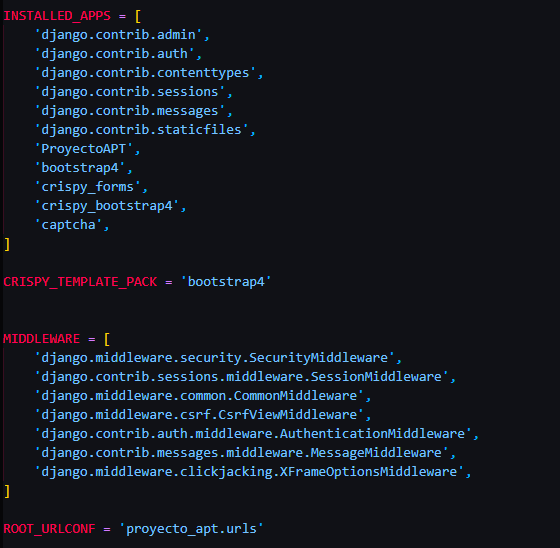 INSTALLED_APPS = [
    'django.contrib.admin',
    'django.contrib.auth',
    'django.contrib.contenttypes',
    'django.contrib.sessions',
    'django.contrib.messages',
    'django.contrib.staticfiles',
    'ProyectoAPT',
    'bootstrap4',
    'crispy_forms',
    'crispy_bootstrap4',
    'captcha',
]
CRISPY_TEMPLATE_PACK = 'bootstrap4'
MIDDLEWARE = [
    'django.middleware.security.SecurityMiddleware',
    'django.contrib.sessions.middleware.SessionMiddleware',
    'django.middleware.common.CommonMiddleware',
    'django.middleware.csrf.CsrfViewMiddleware',
    'django.contrib.auth.middleware.AuthenticationMiddleware',
    'django.contrib.messages.middleware.MessageMiddleware',
    'django.middleware.clickjacking.XFrameOptionsMiddleware',
]
ROOT_URLCONF = 'proyecto_apt.urls'